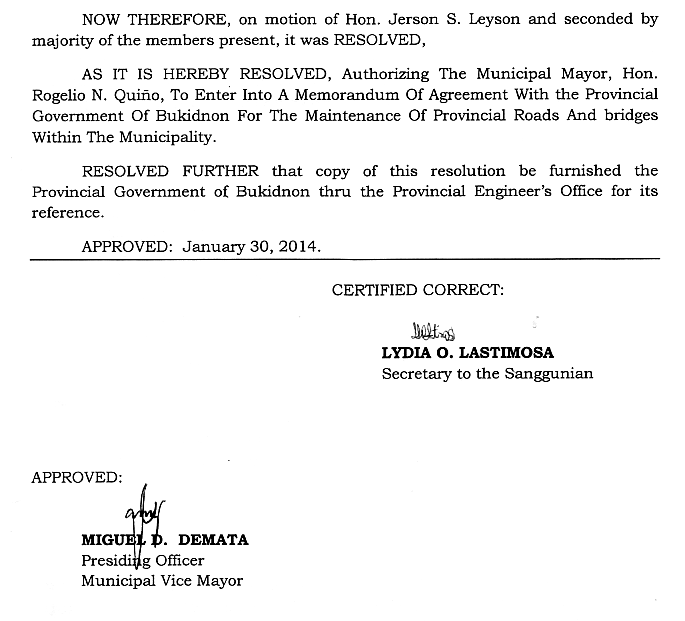 NOW THEREFORE, on motion of Hon. Jerson S. Leyson and seconded by
majority of the members present, it was RESOLVED,
AS IT IS HEREBY RESOLVED, Authorizing The Municipal Mayor, Hon.
Rogelio N. Quiño, To Enter Into A Memorandum Of Agreement With the Provincial
Government Of Bukidnon For The Maintenance Of Provincial Roads And bridges
Within The Municipality.
RESOLVED FURTHER that copy of this resolution be furnished the
Provincial Government of Bukidnon thru the Provincial Engineer's Office for its
reference.
APPROVED: January 30, 2014.
CERTIFIED CORRECT:
LYDIA O. LASTIMOSA
Secretary to the Sanggunian
APPROVED:
MIGUEL D. DEMATA
Presiding Officer
Municipal Vice Mayor